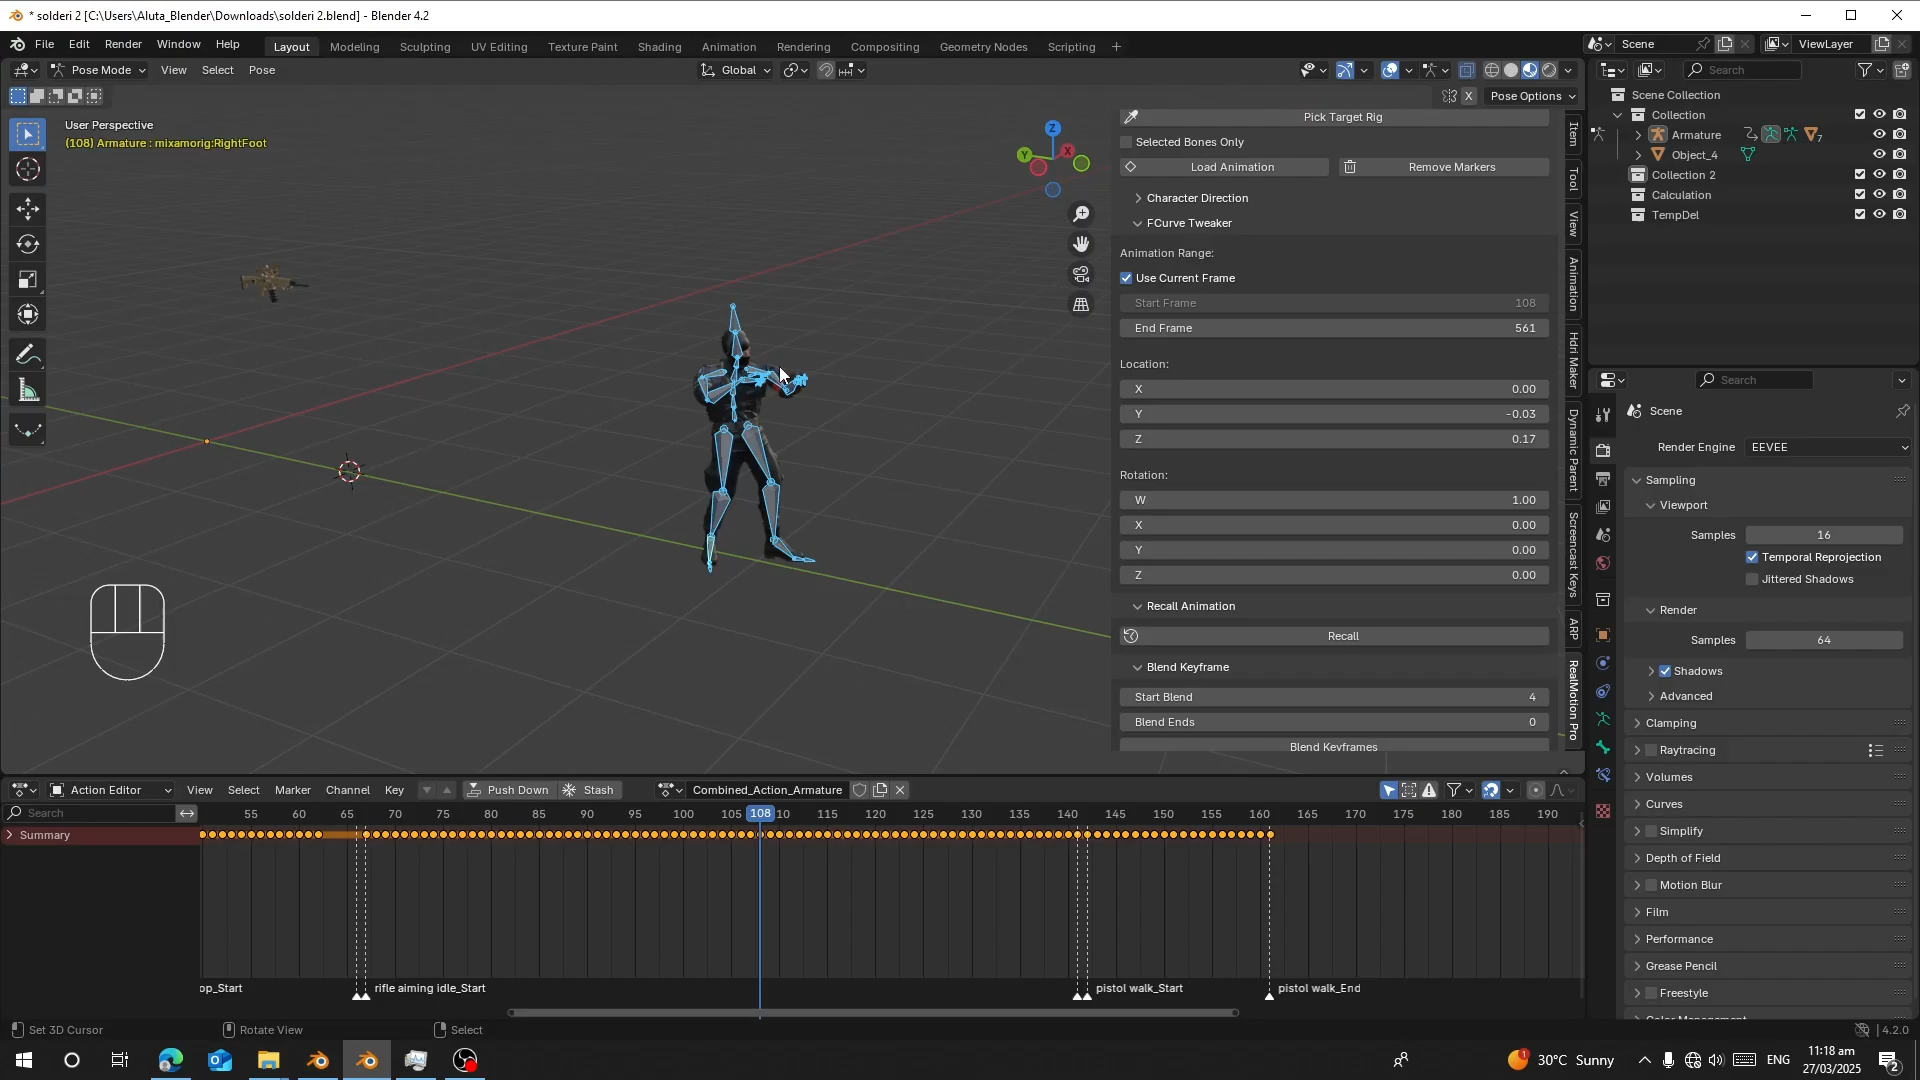 * solderi 2 [C:\Users\Aluta_Blender\Downloads\solderi 2.blend] - Blender 4.2
File Edit Render Window Help Layout Modeling Sculpting UV Editing Texture Paint Shading Animation Rendering Compositing Geometry Nodes Scripting + Scene ViewLayer
Pose Mode View Select Pose Global Search
X Pose Options
User Perspective
(108) Armature : mixamorig:RightFoot
Z
Y
X
Pick Target Rig
Selected Bones Only
Load Animation Remove Markers
Character Direction
FCurve Tweaker
Animation Range:
Use Current Frame
Start Frame 108
End Frame 561
Location:
X 0.00
Y -0.03
Z 0.17
Rotation:
W 1.00
X 0.00
Y 0.00
Z 0.00
Recall Animation
Recall
Blend Keyframe
Start Blend 4
Blend Ends 0
Blend Keyframes
Item
Tool
View
Animation
Hdri Maker
Dynamic Parent
Screencast Keys
ARP
RealMotion Pro
Scene Collection
Collection
Armature 7
Object_4
Collection 2
Calculation
TempDel
Search
Scene
Render Engine EEVEE
Sampling
Viewport
Samples 16
Temporal Reprojection
Jittered Shadows
Render
Samples 64
Shadows
Advanced
Clamping
Raytracing
Volumes
Curves
Simplify
Depth of Field
Motion Blur
Film
Performance
Grease Pencil
Freestyle
Action Editor View Select Marker Channel Key Push Down Stash Combined_Action_Armature
Search 55 60 65 70 75 80 85 90 95 100 105 108 10 115 120 125 130 135 140 145 150 155 160 165 170 175 180 185 190
Summary
op_Start rifle aiming idle_Start pistol walk_Start pistol walk_End
Set 3D Cursor Rotate View Select 4.2.0
1 30°C Sunny ENG 11:18 am
27/03/2025 2